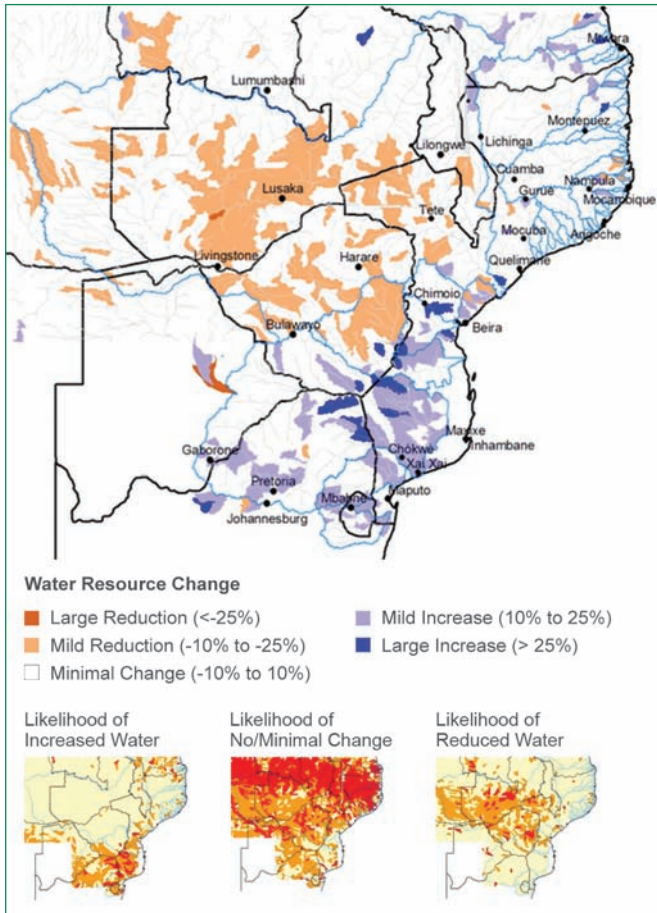 Mtwara
Lumumbashi
Montepuez
Lichinga
Lilongwe
Cuamba
Nampula
Lusaka
Gurue
Mocambique
Tete
Mocuba
Angoche
Livingstone
Harare
Quelimane
Chimoio
Bulawayo
Beira
Maxixe
Inhambane
Gaborone
Chókwe
Xai Xai
Pretoria
Mbabne
Maputo
Johannesburg
Water Resource Change
Large Reduction (<-25%)
Mild Reduction (-10% to -25%)
Minimal Change (-10% to 10%)
Mild Increase (10% to 25%)
Large Increase (> 25%)
Likelihood of
Increased Water
Likelihood of
No/Minimal Change
Likelihood of
Reduced Water